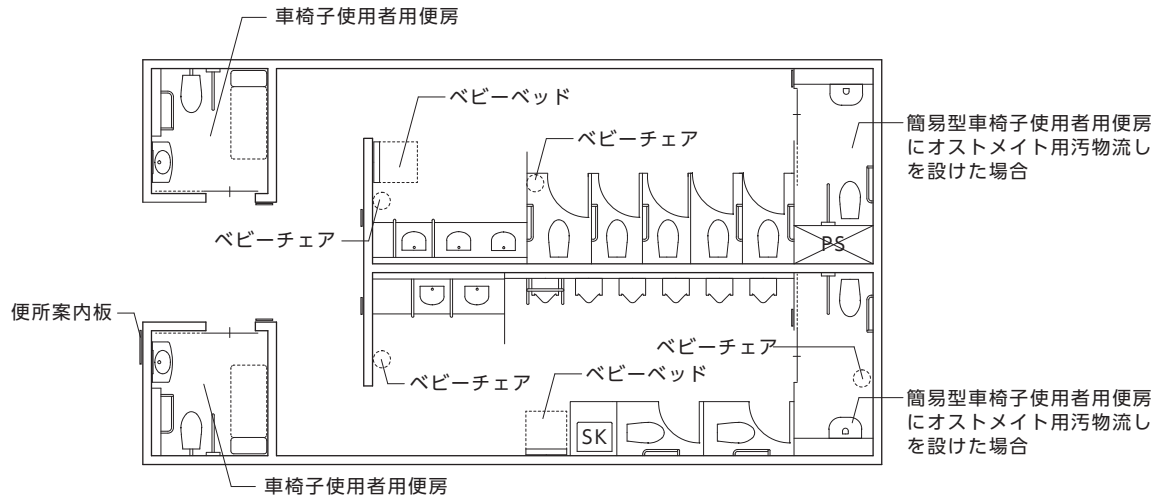 車椅子使用者用便房
ベビーベッド
ベビーチェア
簡易型車椅子使用者用便房
にオストメイト用汚物流し
を設けた場合
ベビーチェア
PS
便所案内板
ベビーチェア
ベビーチェア
ベビーベッド
簡易型車椅子使用者用便房
にオストメイト用汚物流し
を設けた場合
SK
車椅子使用者用便房